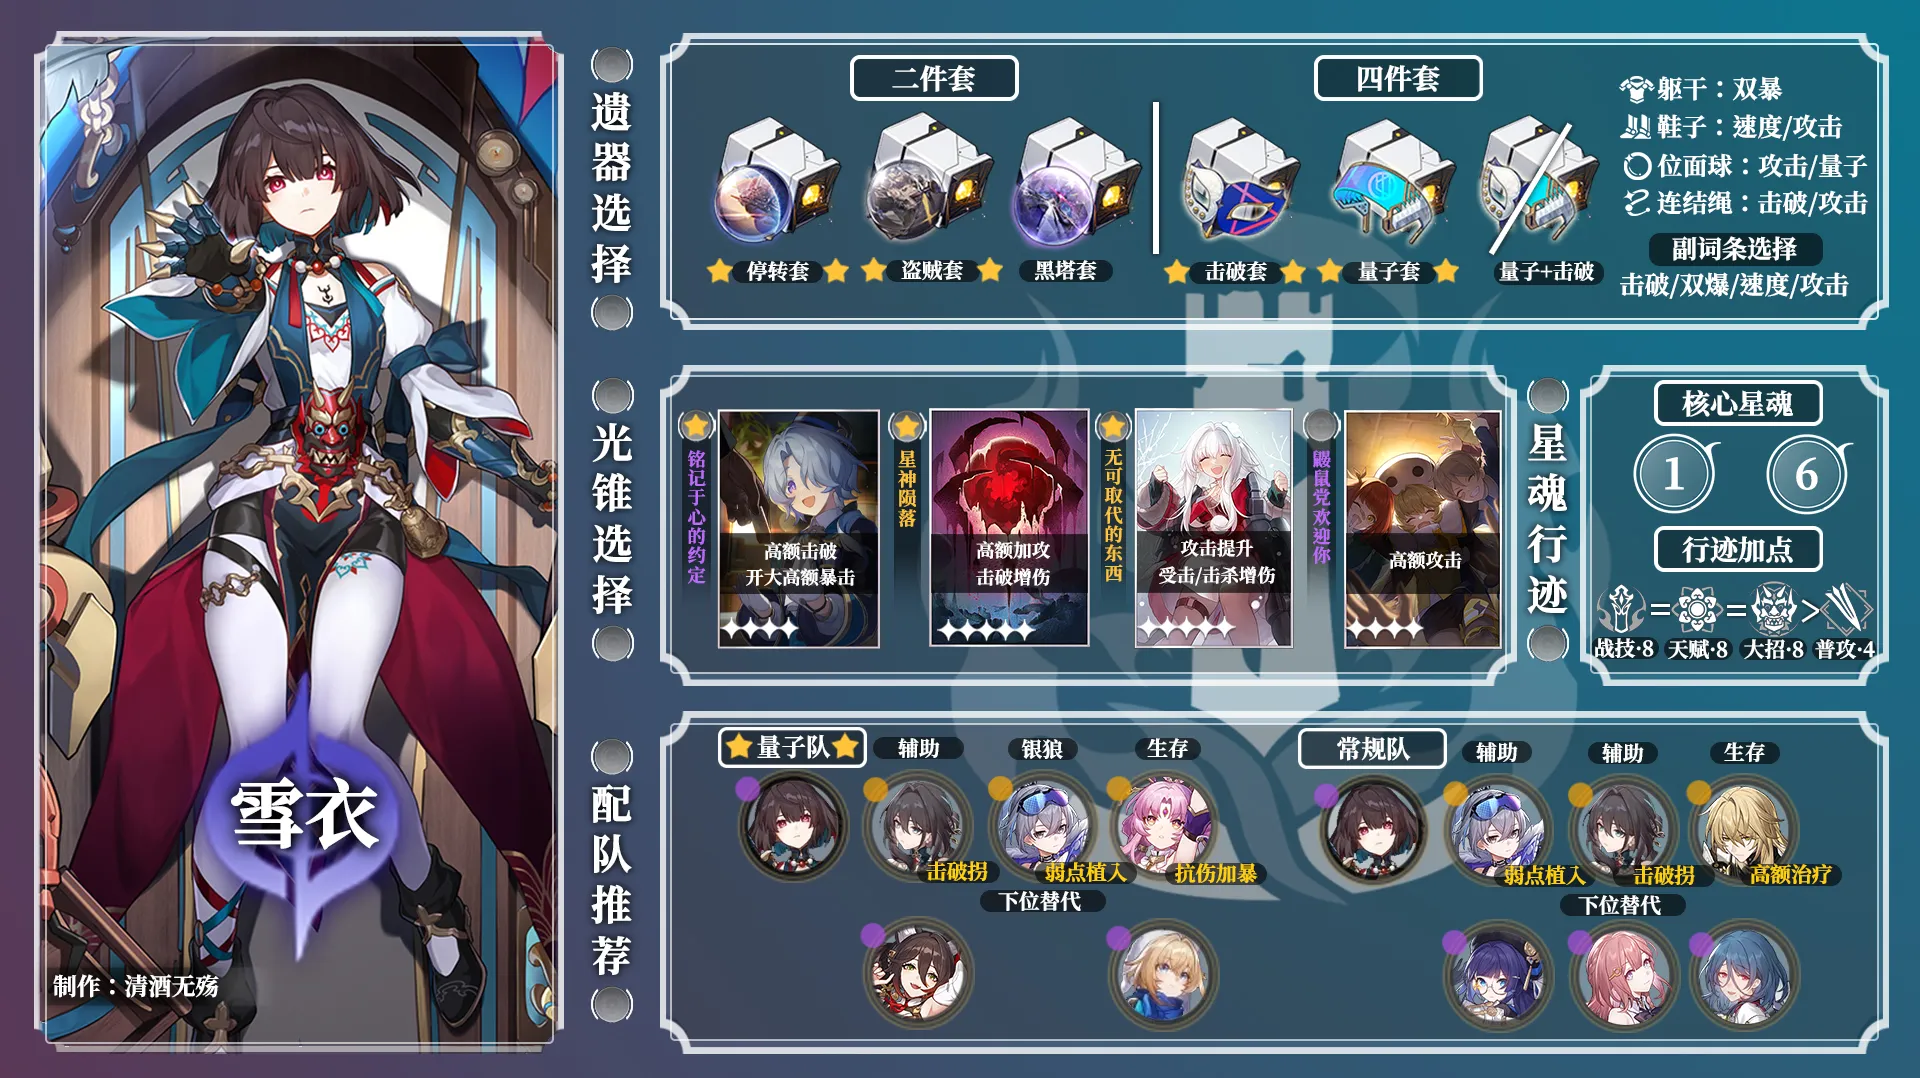 雪衣
制作：清酒无殇
遗器选择
二件套
停转套
盗贼套
黑塔套
四件套
击破套
量子套
量子+击破
躯干：双暴
鞋子：速度/攻击
位面球：攻击/量子
连结绳：击破/攻击
副词条选择
击破/双爆/速度/攻击
光锥选择
铭记于心的约定
高额击破
开大高额暴击
星神陨落
高额加攻
击破增伤
无可取代的东西
攻击提升
受击/击杀增伤
鼹鼠党欢迎你
高额攻击
星魂行迹
核心星魂
1
6
行迹加点
= = >
战技·8 天赋·8 大招·8 普攻·4
配队推荐
量子队
辅助
银狼
生存
击破拐
弱点植入
抗伤加暴
下位替代
常规队
辅助
辅助
生存
弱点植入
击破拐
高额治疗
下位替代